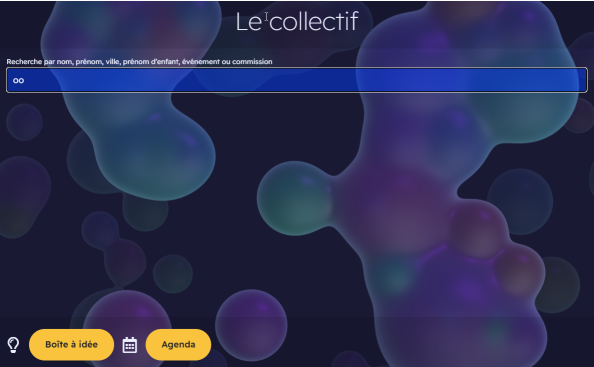 Le collectif
Recherche par nom, prénom, ville, prénom d'enfant, événement ou commission
oo
Boîte à idée
Agenda